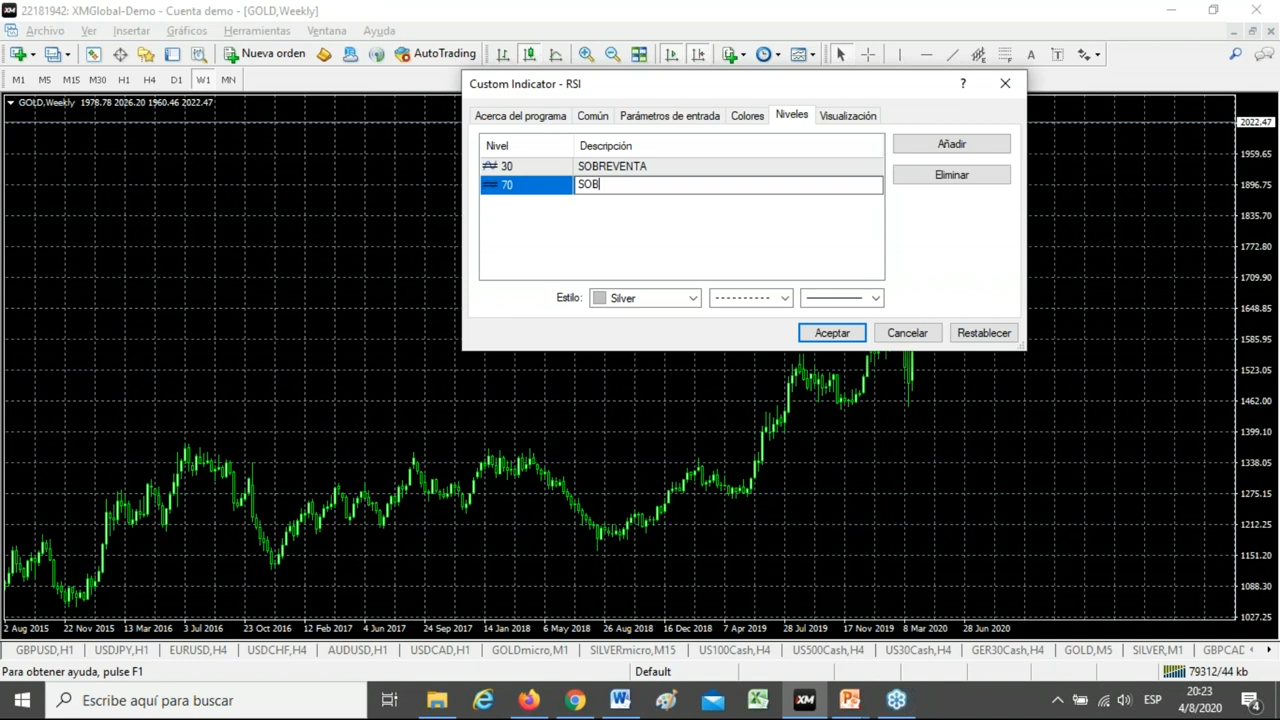 22181942: XMGlobal-Demo - Cuenta demo - [GOLD,Weekly]
Archivo Ver Insertar Gráficos Herramientas Ventana Ayuda
Nueva orden AutoTrading
M1 M5 M15 M30 H1 H4 D1 W1 MN
Custom Indicator - RSI
Acerca del programa Común Parámetros de entrada Colores Niveles Visualización
Nivel Descripción
30 SOBREVENTA
70 SOB
Añadir
Eliminar
Estilo: Silver
Aceptar Cancelar Restablecer
GOLD,Weekly 1978.78 2026.20 1960.46 2022.47
2022.47
1959.65
1896.75
1835.70
1772.80
1709.90
1648.85
1585.95
1523.05
1462.00
1399.10
1338.05
1275.15
1212.25
1151.20
1088.30
1027.25
2 Aug 2015 22 Nov 2015 13 Mar 2016 3 Jul 2016 23 Oct 2016 12 Feb 2017 4 Jun 2017 24 Sep 2017 14 Jan 2018 6 May 2018 26 Aug 2018 16 Dec 2018 7 Apr 2019 28 Jul 2019 17 Nov 2019 8 Mar 2020 28 Jun 2020
GBPUSD,H1 USDJPY,H1 EURUSD,H4 USDCHF,H4 AUDUSD,H1 USDCAD,H1 GOLDmicro,M1 SILVERmicro,M15 US100Cash,H4 US500Cash,H4 US30Cash,H4 GER30Cash,H4 GOLD,M5 SILVER,M1 GBPCAD
Para obtener ayuda, pulse F1 Default 79312/44 kb
Escribe aquí para buscar
ESP
20:23
4/8/2020
4